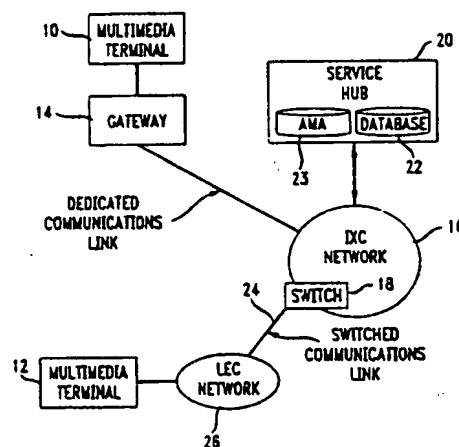 10
MULTIMEDIA
TERMINAL
14
GATEWAY
20
SERVICE
HUB
AMA
DATABASE
23
22
DEDICATED
COMMUNICATIONS
LINK
IXC
NETWORK
16
SWITCH
18
24
SWITCHED
COMMUNICATIONS
LINK
12
MULTIMEDIA
TERMINAL
LEC
NETWORK
26